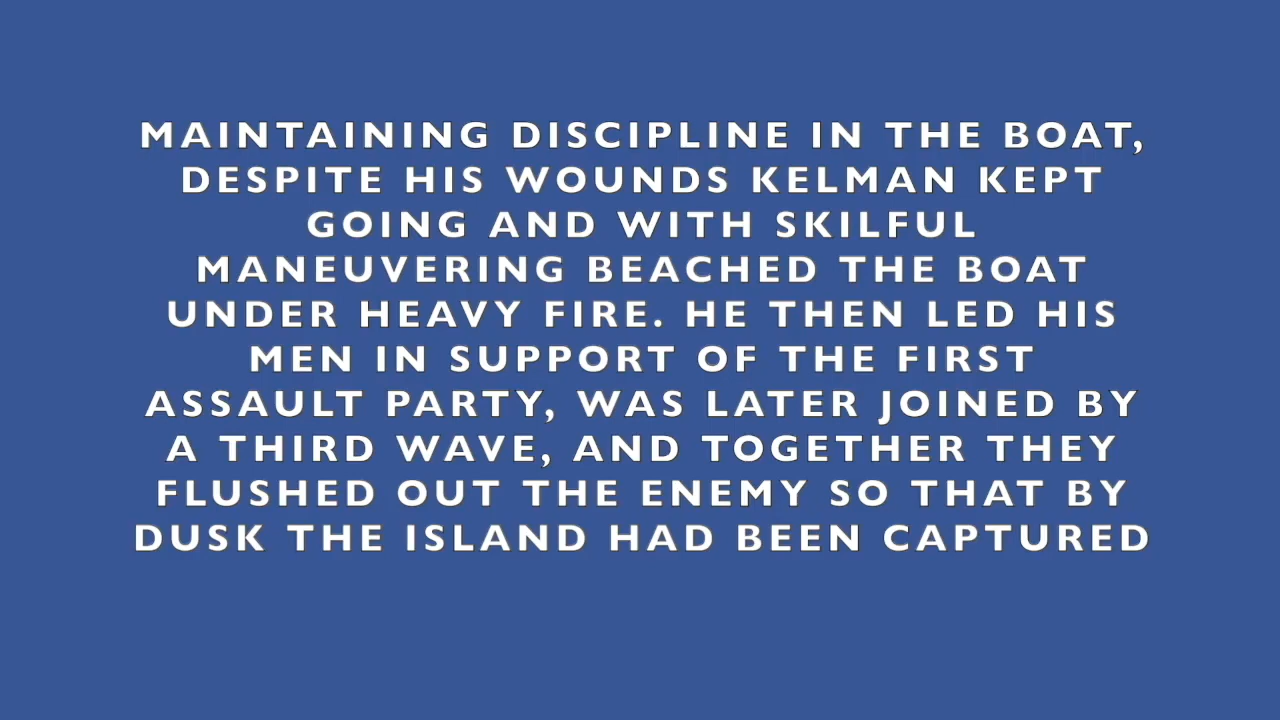 MAINTAINING DISCIPLINE IN THE BOAT,
DESPITE HIS WOUNDS KELMAN KEPT
GOING AND WITH SKILFUL
MANEUVERING BEACHED THE BOAT
UNDER HEAVY FIRE. HE THEN LED HIS
MEN IN SUPPORT OF THE FIRST
ASSAULT PARTY, WAS LATER JOINED BY
A THIRD WAVE, AND TOGETHER THEY
FLUSHED OUT THE ENEMY SO THAT BY
DUSK THE ISLAND HAD BEEN CAPTURED